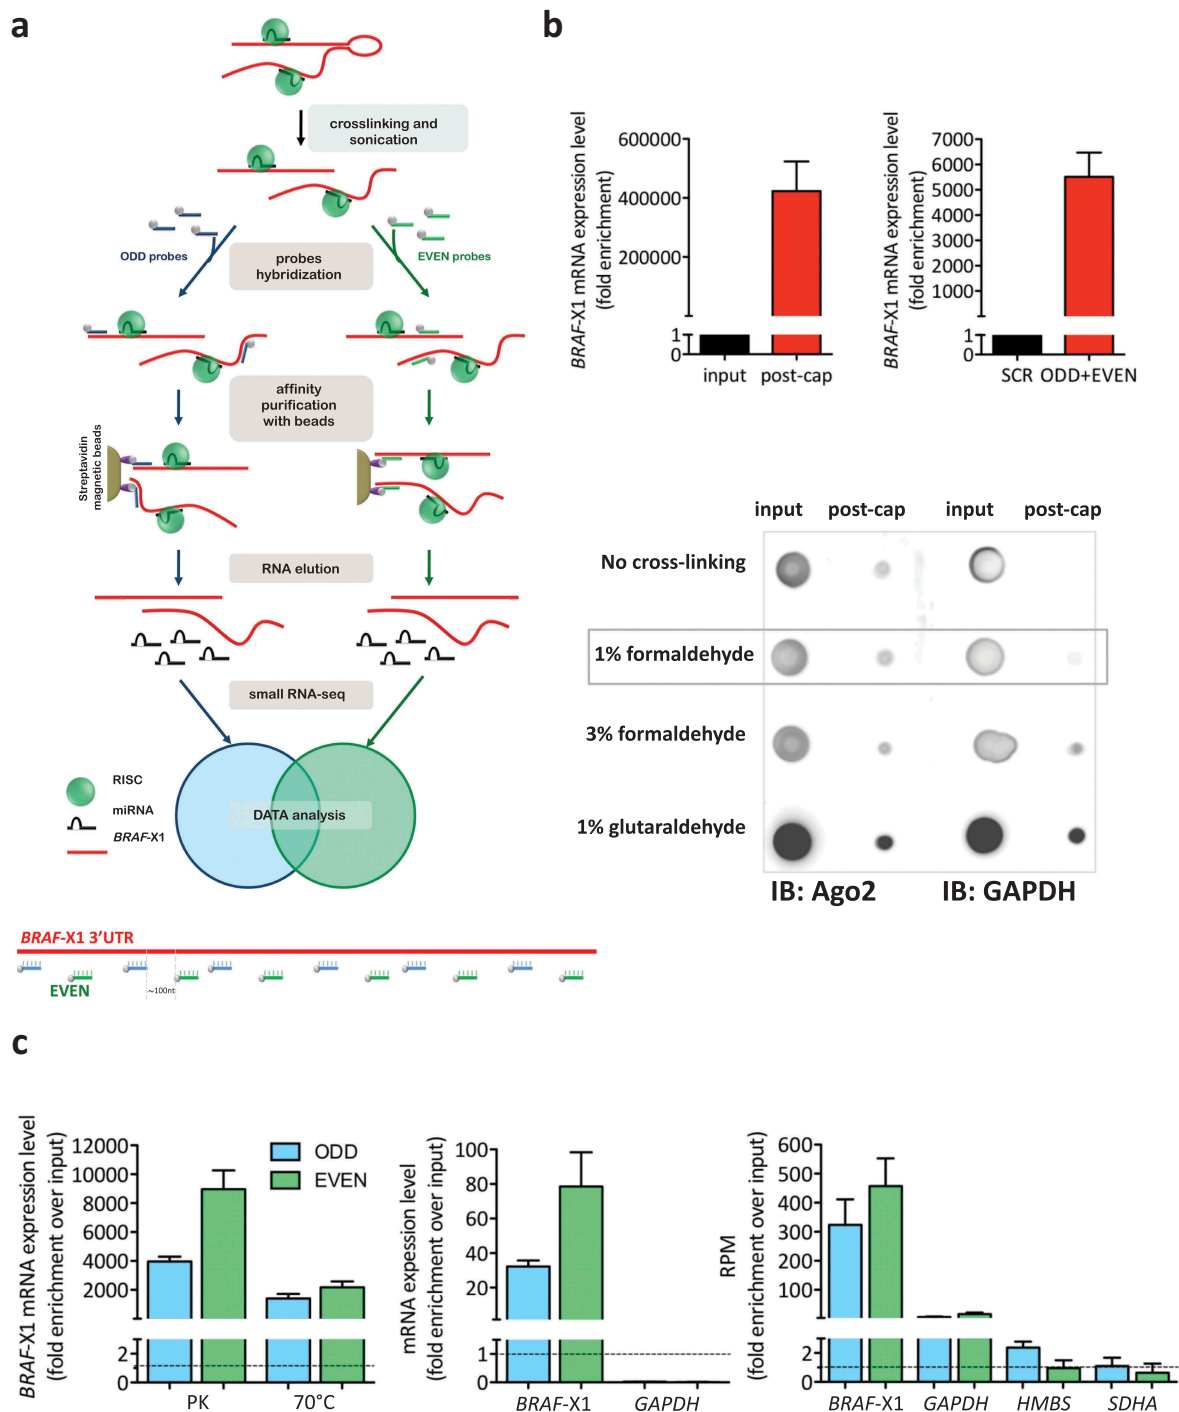 a
crosslinking and
sonication
ODD probes
probes
hybridization
EVEN probes
affinity
purification
with beads
Streptavidin
magnetic beads
RNA elution
small RNA-seq
RISC
miRNA
BRAF-X1
DATA analysis
BRAF-X1 3'UTR
EVEN
~100nt
b
BRAF-X1 mRNA expression level
(fold enrichment)
600000
400000
200000
1
0
input
post-cap
BRAF-X1 mRNA expression level
(fold enrichment)
7000
6000
5000
4000
3000
2000
1000
1
0
SCR
ODD+EVEN
input
post-cap
input
post-cap
No cross-linking
1% formaldehyde
3% formaldehyde
1% glutaraldehyde
IB: Ago2
IB: GAPDH
c
BRAF-X1 mRNA expression level
(fold enrichment over input)
12000
10000
8000
6000
4000
2000
2
1
0
PK
70°C
ODD
EVEN
mRNA expession level
(fold enrichment over input)
100
80
60
40
20
1
0
BRAF-X1
GAPDH
RPM
(fold enrichment over input)
600
500
400
300
200
100
2
1
0
BRAF-X1
GAPDH
HMBS
SDHA